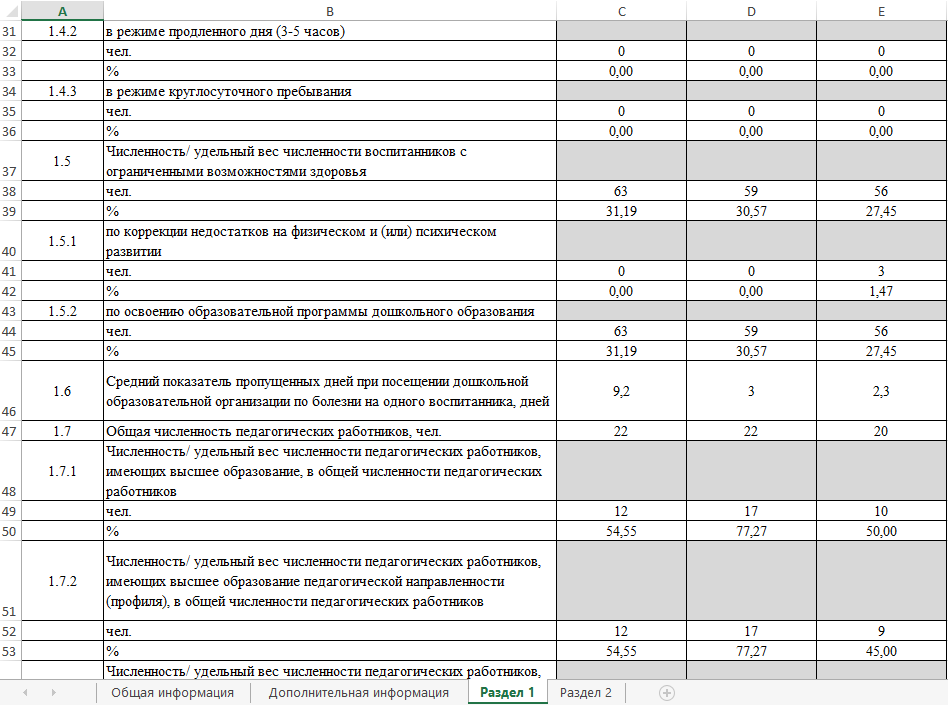 A B C D E
31 1.4.2 в режиме продленного дня (3-5 часов)
32 чел. 0 0 0
33 % 0,00 0,00 0,00
34 1.4.3 в режиме круглосуточного пребывания
35 чел. 0 0 0
36 % 0,00 0,00 0,00
Численность/ удельный вес численности воспитанников с
37 1.5 ограниченными возможностями здоровья
38 чел. 63 59 56
39 % 31,19 30,57 27,45
по коррекции недостатков на физическом и (или) психическом
40 1.5.1 развитии
41 чел. 0 0 3
42 % 0,00 0,00 1,47
43 1.5.2 по освоению образовательной программы дошкольного образования
44 чел. 63 59 56
45 % 31,19 30,57 27,45
Средний показатель пропущенных дней при посещении дошкольной
46 1.6 образовательной организации по болезни на одного воспитанника, дней 9,2 3 2,3
47 1.7 Общая численность педагогических работников, чел. 22 22 20
Численность/ удельный вес численности педагогических работников,
1.7.1 имеющих высшее образование, в общей численности педагогических
48 работников
49 чел. 12 17 10
50 % 54,55 77,27 50,00
Численность/ удельный вес численности педагогических работников,
1.7.2 имеющих высшее образование педагогической направленности
51 (профиля), в общей численности педагогических работников
52 чел. 12 17 9
53 % 54,55 77,27 45,00
Численность/ удельный вес численности педагогических работников,
Общая информация Дополнительная информация Раздел 1 Раздел 2